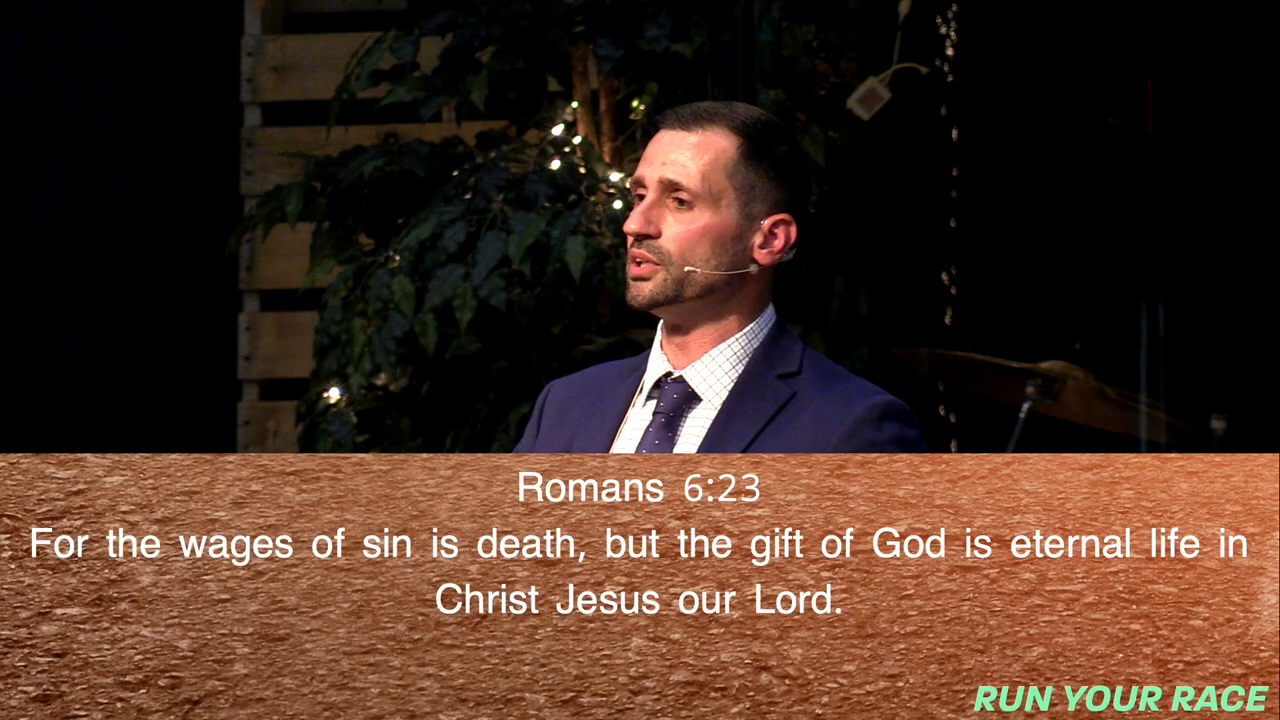 Romans 6:23
For the wages of sin is death, but the gift of God is eternal life in
Christ Jesus our Lord.
RUN YOUR RACE